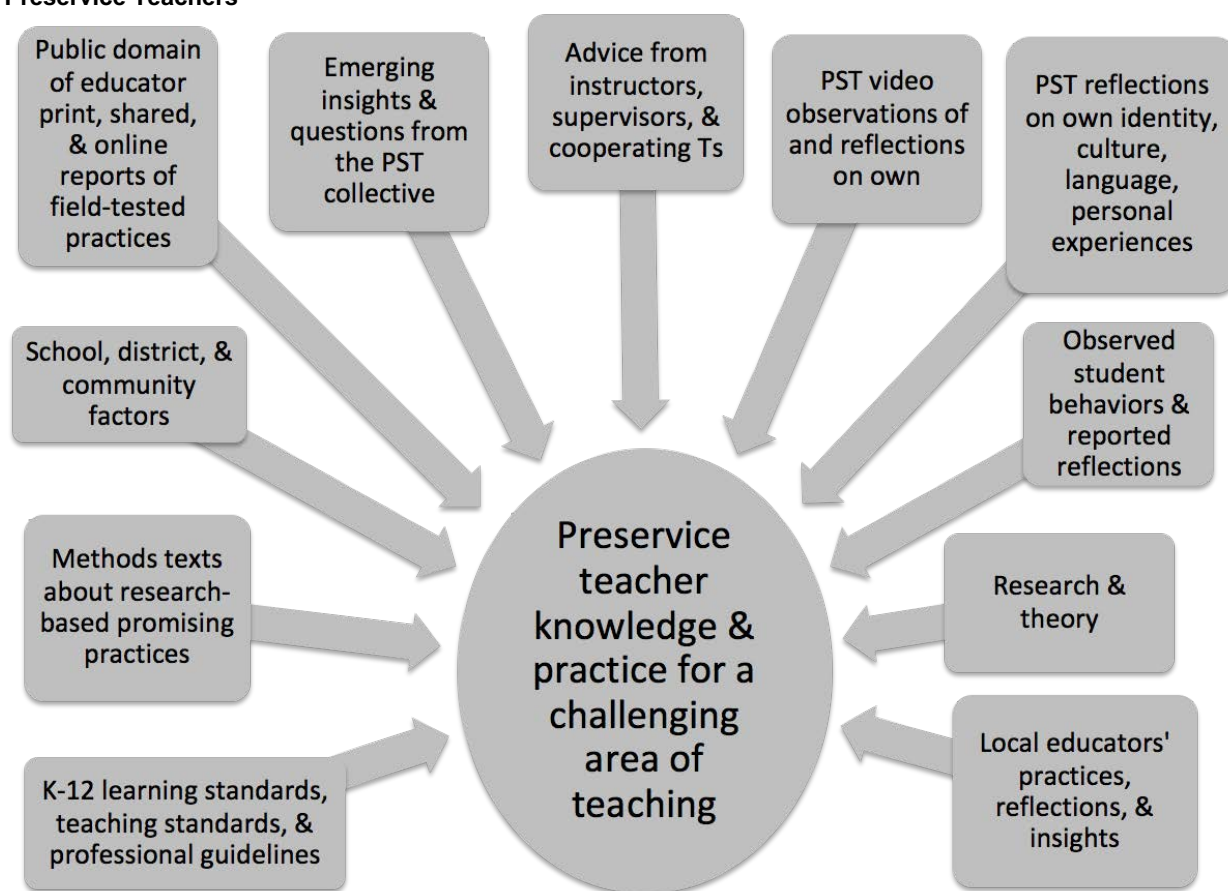 Preservice Teachers
Public domain
of educator
print, shared,
& online
reports of
field-tested
practices
Emerging
insights &
questions from
the PST
collective
Advice from
instructors,
supervisors, &
cooperating Ts
PST video
observations of
and reflections
on own
PST reflections
on own identity,
culture,
language,
personal
experiences
School, district, &
community
factors
Observed
student
behaviors &
reported
reflections
Methods texts
about research-
based promising
practices
Preservice
teacher
knowledge &
practice for a
challenging
area of
teaching
Research &
theory
K-12 learning standards,
teaching standards, &
professional guidelines
Local educators'
practices,
reflections, &
insights